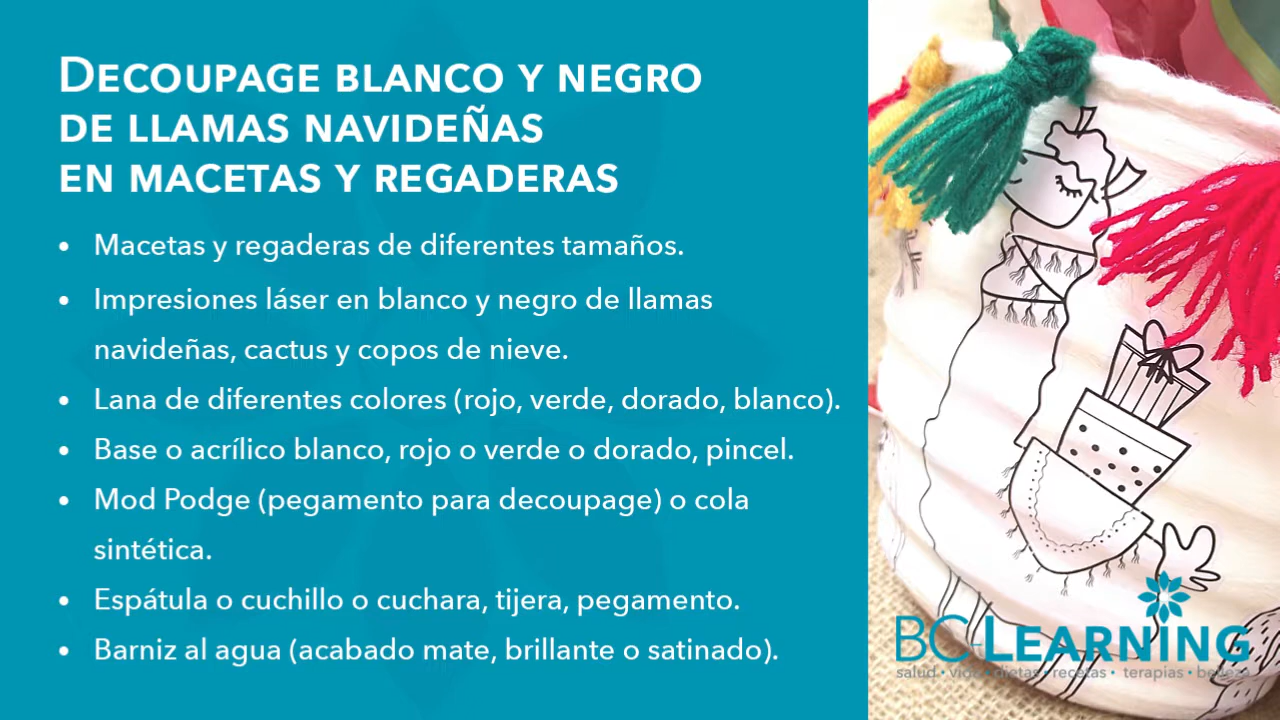 DECOUPAGE BLANCO Y NEGRO
DE LLAMAS NAVIDEÑAS
EN MACETAS Y REGADERAS
• Macetas y regaderas de diferentes tamaños.
• Impresiones láser en blanco y negro de llamas
navideñas, cactus y copos de nieve.
• Lana de diferentes colores (rojo, verde, dorado, blanco).
• Base o acrílico blanco, rojo o verde o dorado, pincel.
• Mod Podge (pegamento para decoupage) o cola
sintética.
• Espátula o cuchillo o cuchara, tijera, pegamento.
• Barniz al agua (acabado mate, brillante o satinado).
BC-LEARNING
salud • vida • dietas • recetas • terapias • belleza